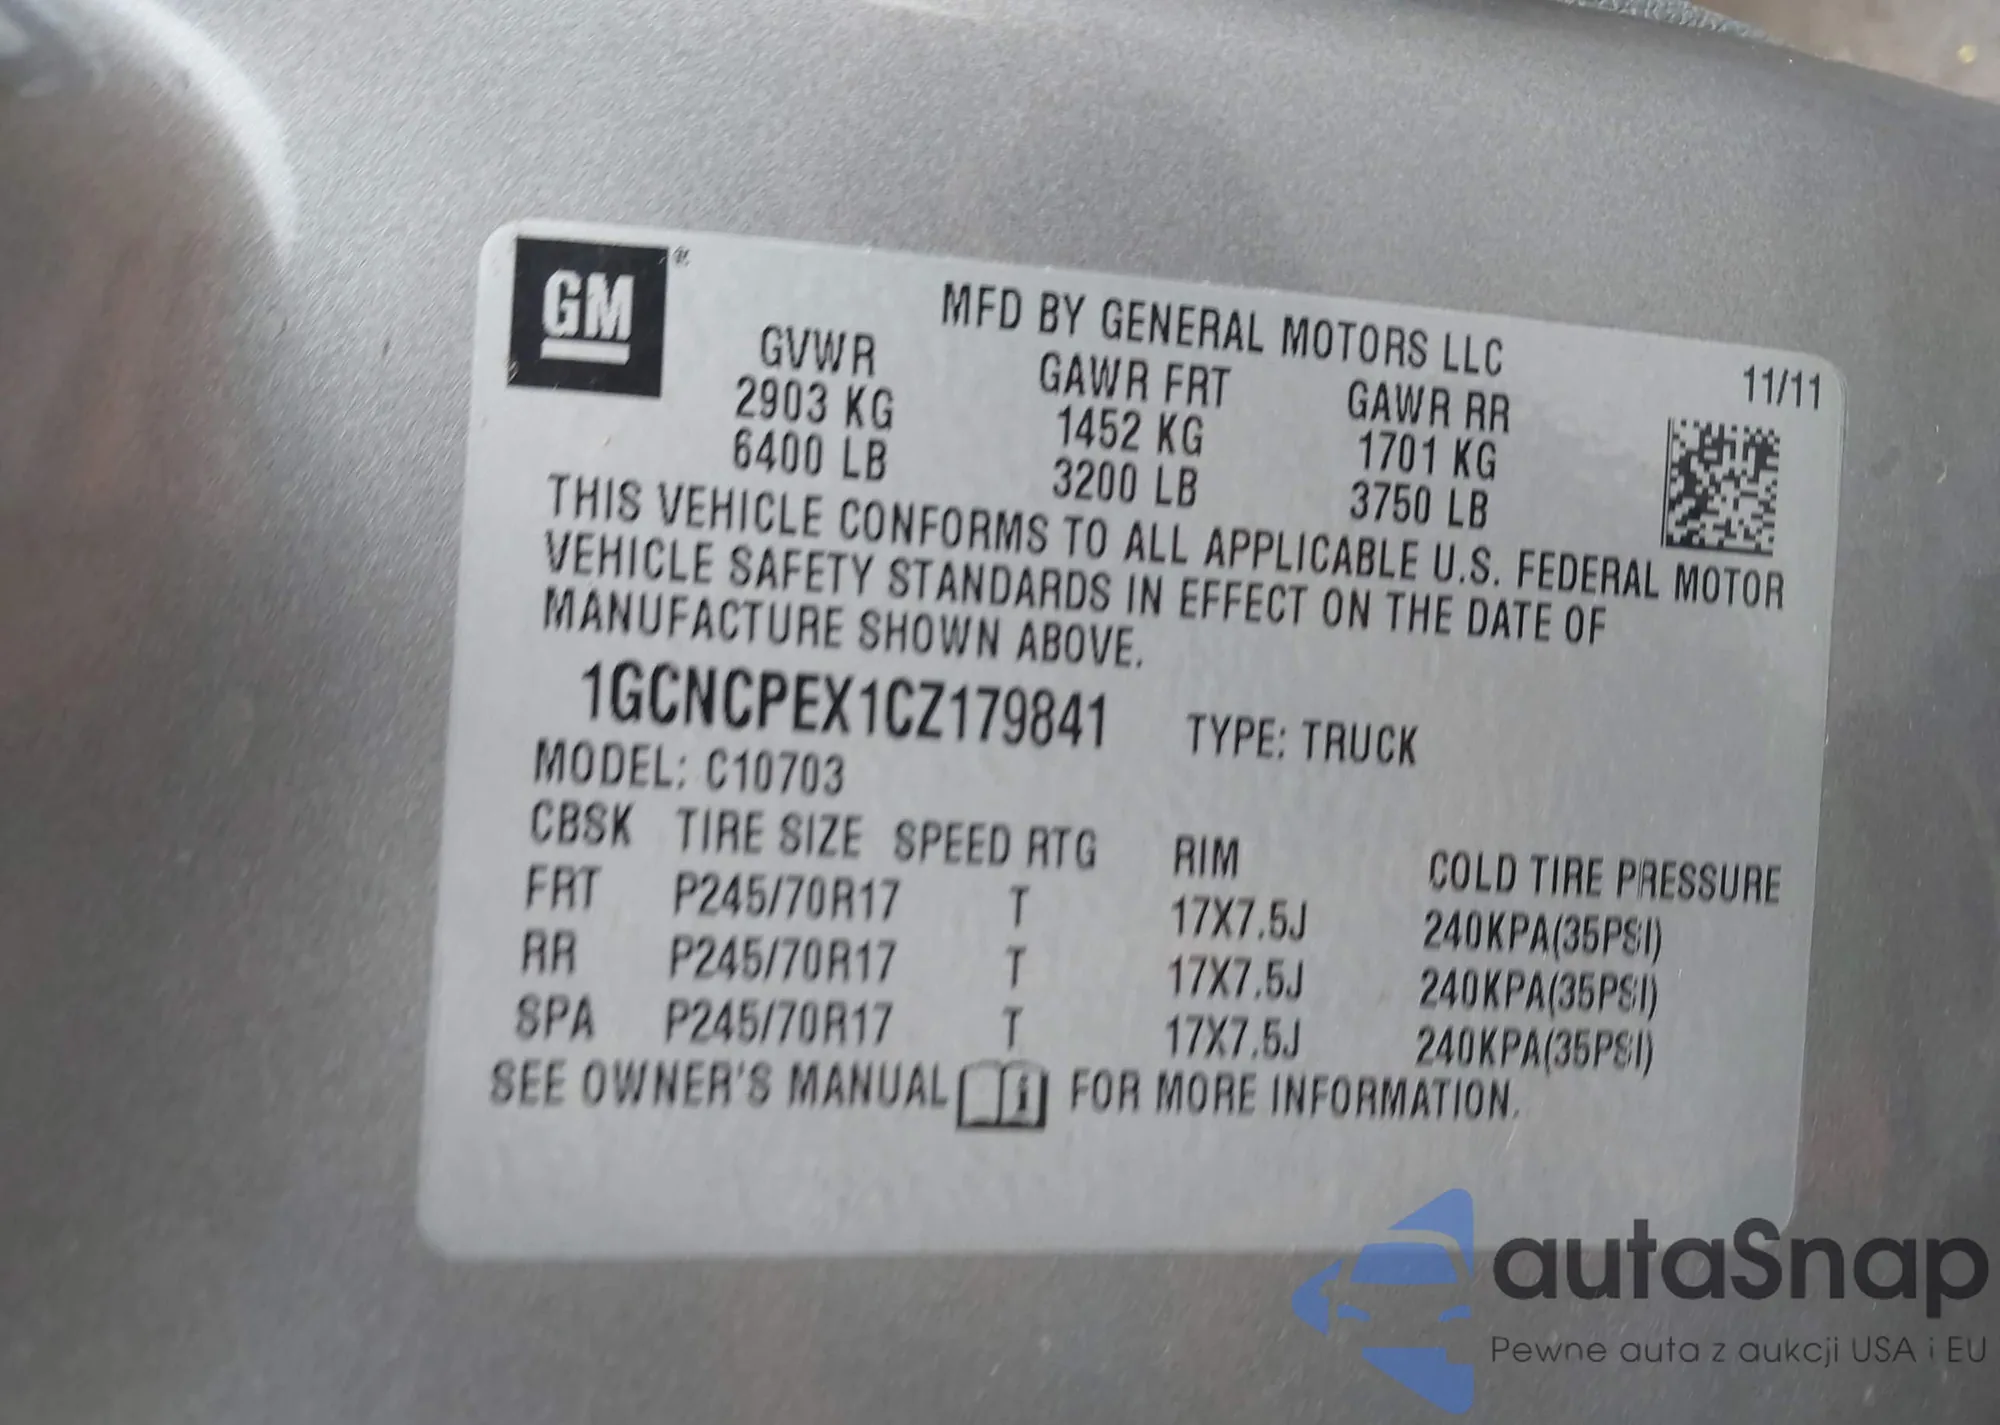 GM®
MFD BY GENERAL MOTORS LLC
11/11
GVWR GAWR FRT GAWR RR
2903 KG 1452 KG 1701 KG
6400 LB 3200 LB 3750 LB
THIS VEHICLE CONFORMS TO ALL APPLICABLE U.S. FEDERAL MOTOR
VEHICLE SAFETY STANDARDS IN EFFECT ON THE DATE OF
MANUFACTURE SHOWN ABOVE.
1GCNCPEX1CZ179841 TYPE: TRUCK
MODEL: C10703
CBSK TIRE SIZE SPEED RTG RIM COLD TIRE PRESSURE
FRT P245/70R17 T 17X7.5J 240KPA(35PSI)
RR P245/70R17 T 17X7.5J 240KPA(35PSI)
SPA P245/70R17 T 17X7.5J 240KPA(35PSI)
SEE OWNER'S MANUAL FOR MORE INFORMATION.
autaSnap
Pewne auta z aukcji USA i EU